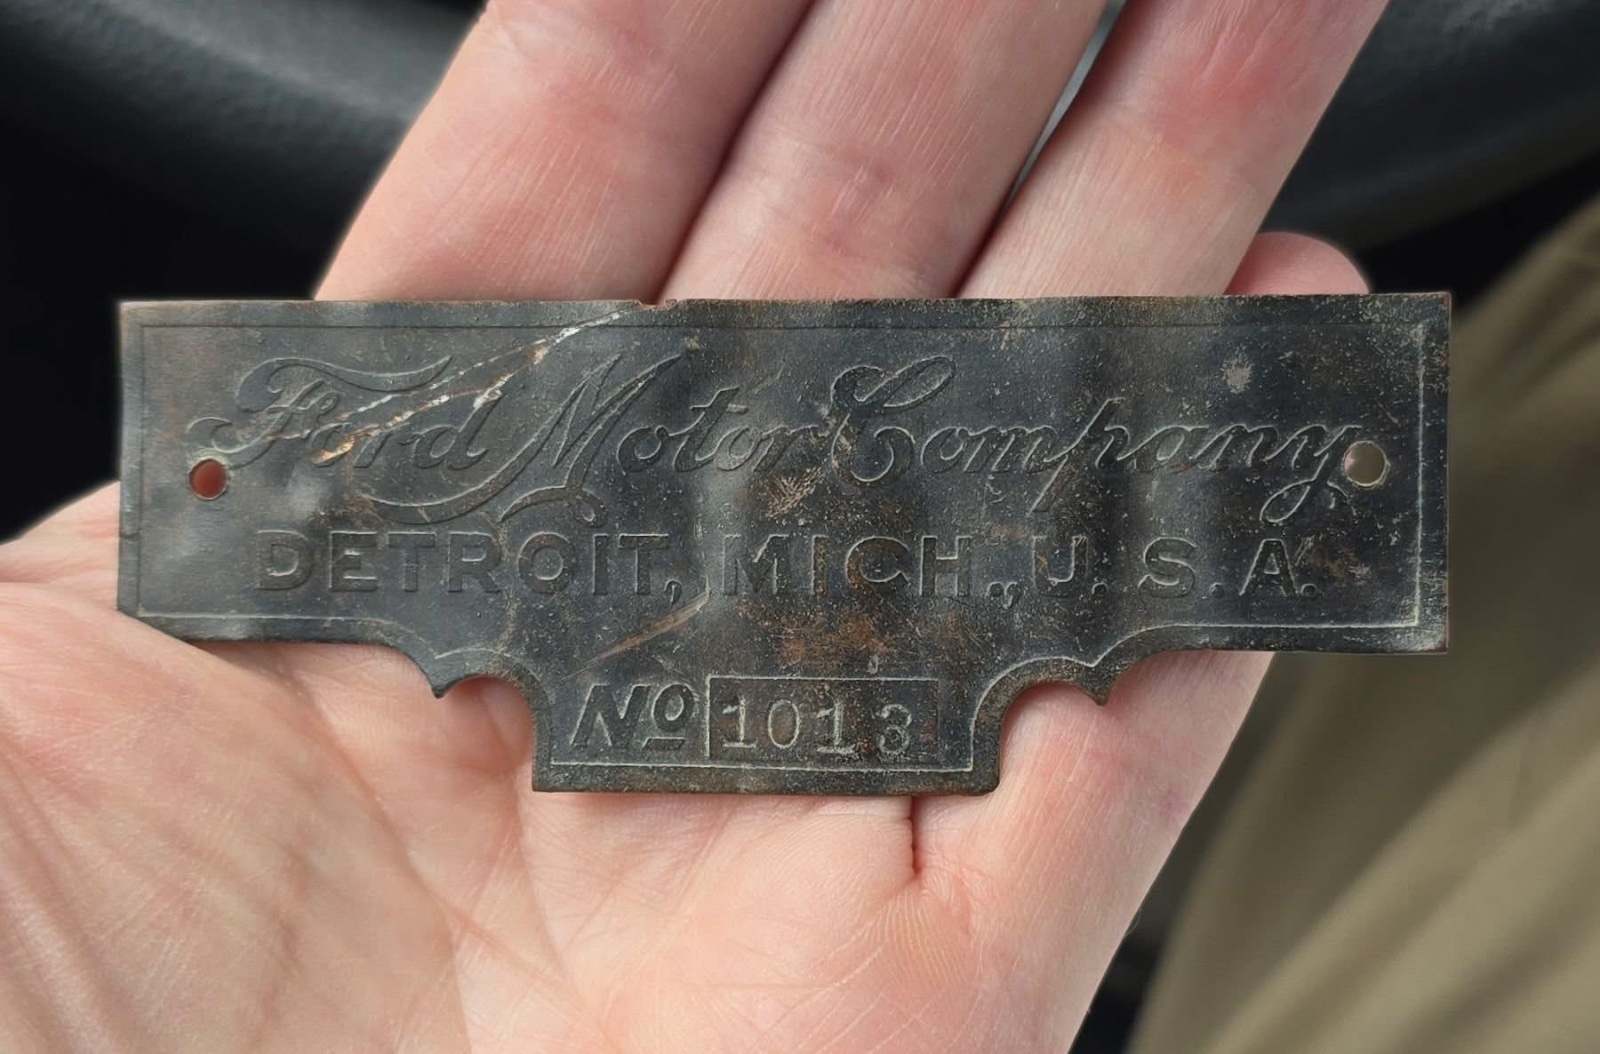 Ford Motor Company
DETROIT, MICH., U.S.A.
No 1013